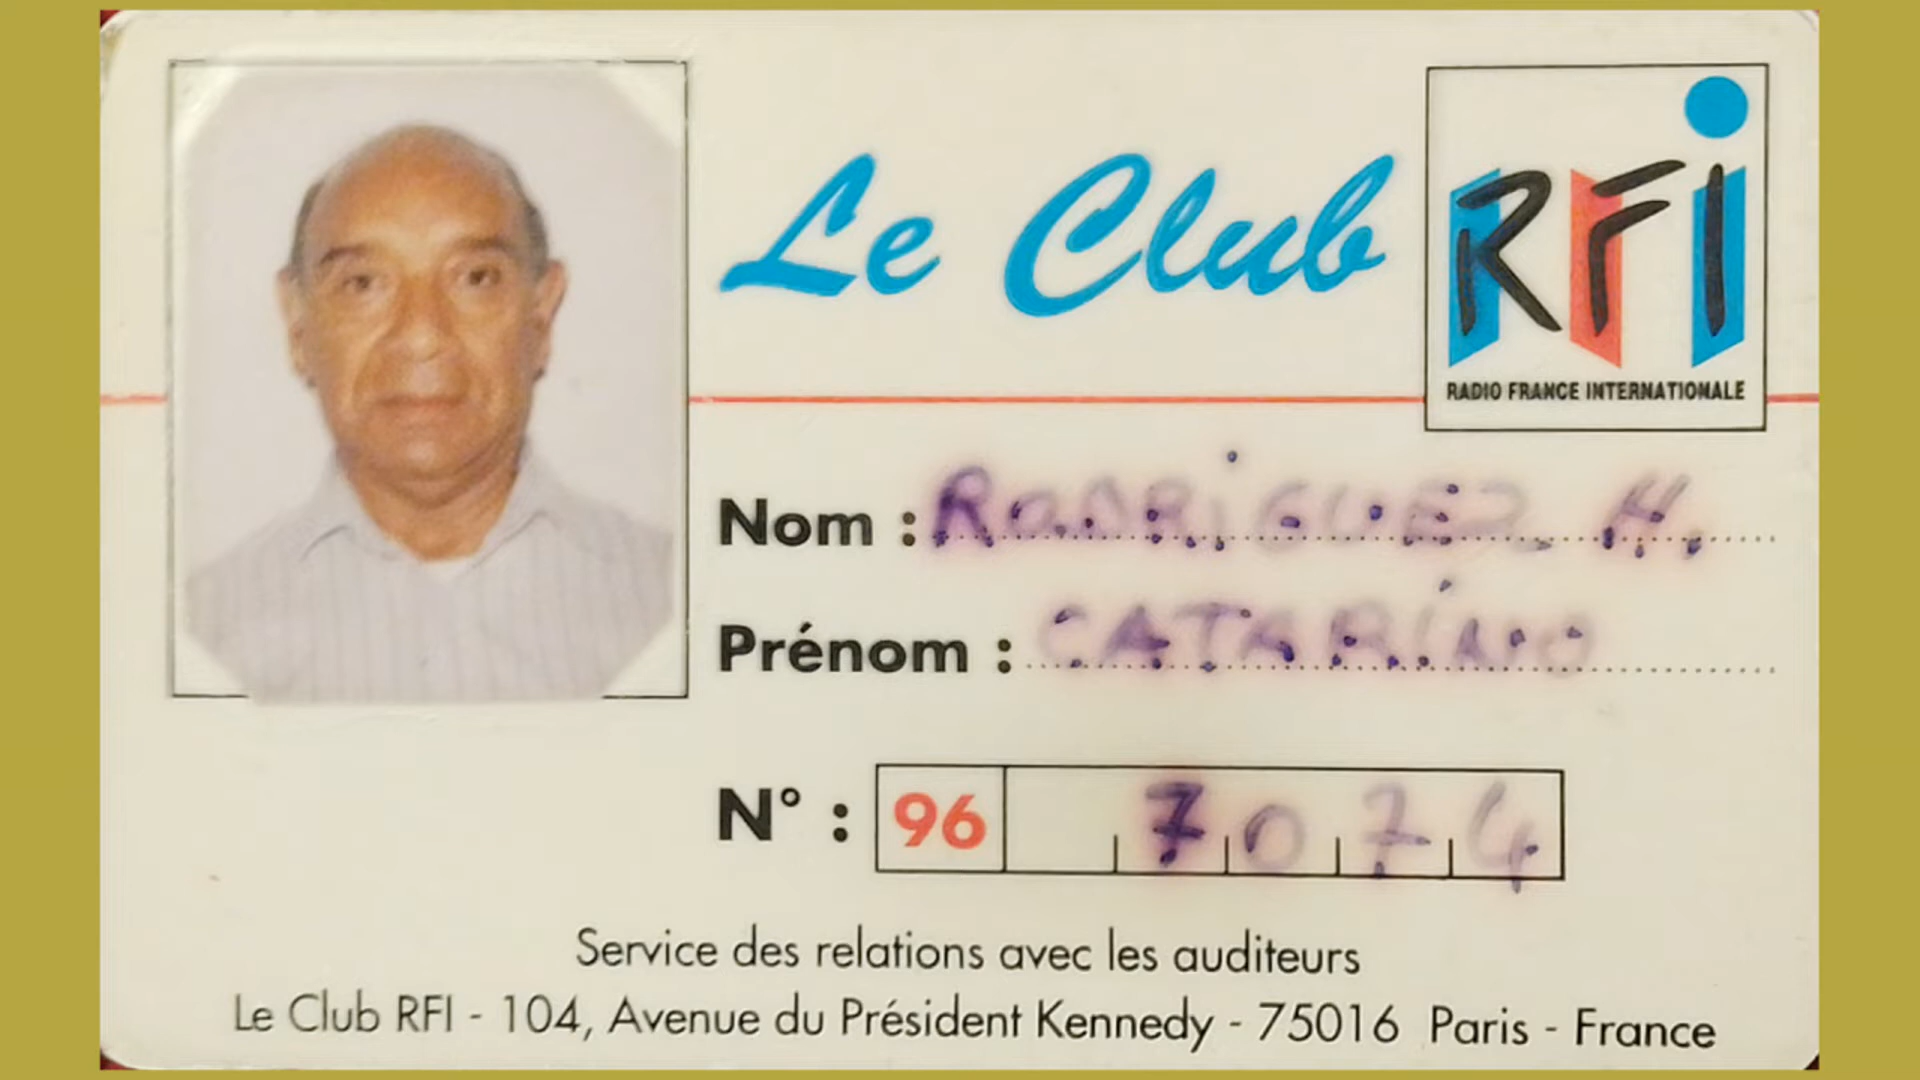 Le Club RFI
RADIO FRANCE INTERNATIONALE
Nom : RODRIGUEZ H.
Prénom : CATARÍNO
N° : 96 7074
Service des relations avec les auditeurs
Le Club RFI - 104, Avenue du Président Kennedy - 75016 Paris - France